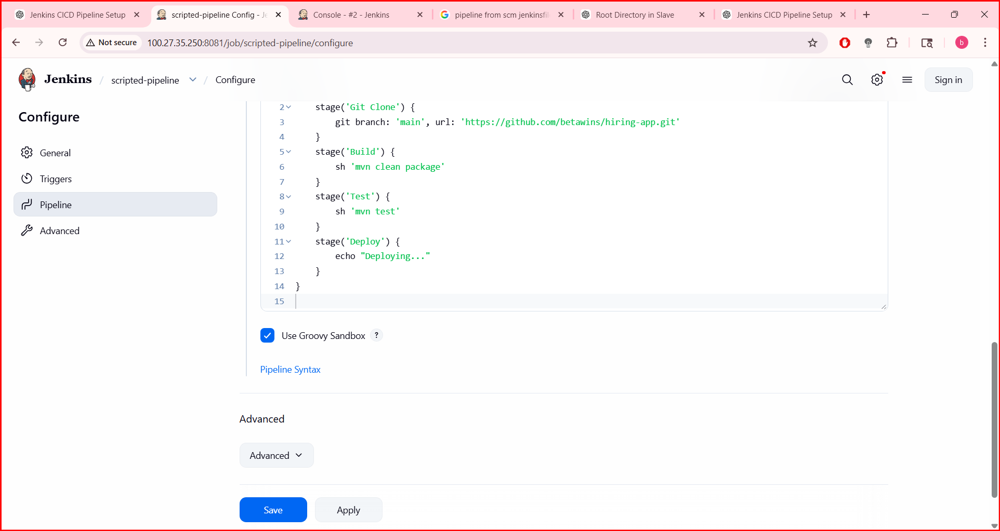 Jenkins CICD Pipeline Setup
scripted-pipeline Config - Je
Console - #2 - Jenkins
pipeline from scm jenkinsfil
Root Directory in Slave
Jenkins CICD Pipeline Setup
Not secure
100.27.35.250:8081/job/scripted-pipeline/configure
b
Jenkins / scripted-pipeline / Configure
Sign in
Configure
General
Triggers
Pipeline
Advanced
2 stage('Git Clone') {
3 git branch: 'main', url: 'https://github.com/betawins/hiring-app.git'
4 }
5 stage('Build') {
6 sh 'mvn clean package'
7 }
8 stage('Test') {
9 sh 'mvn test'
10 }
11 stage('Deploy') {
12 echo "Deploying..."
13 }
14 }
15
Use Groovy Sandbox ?
Pipeline Syntax
Advanced
Advanced
Save
Apply